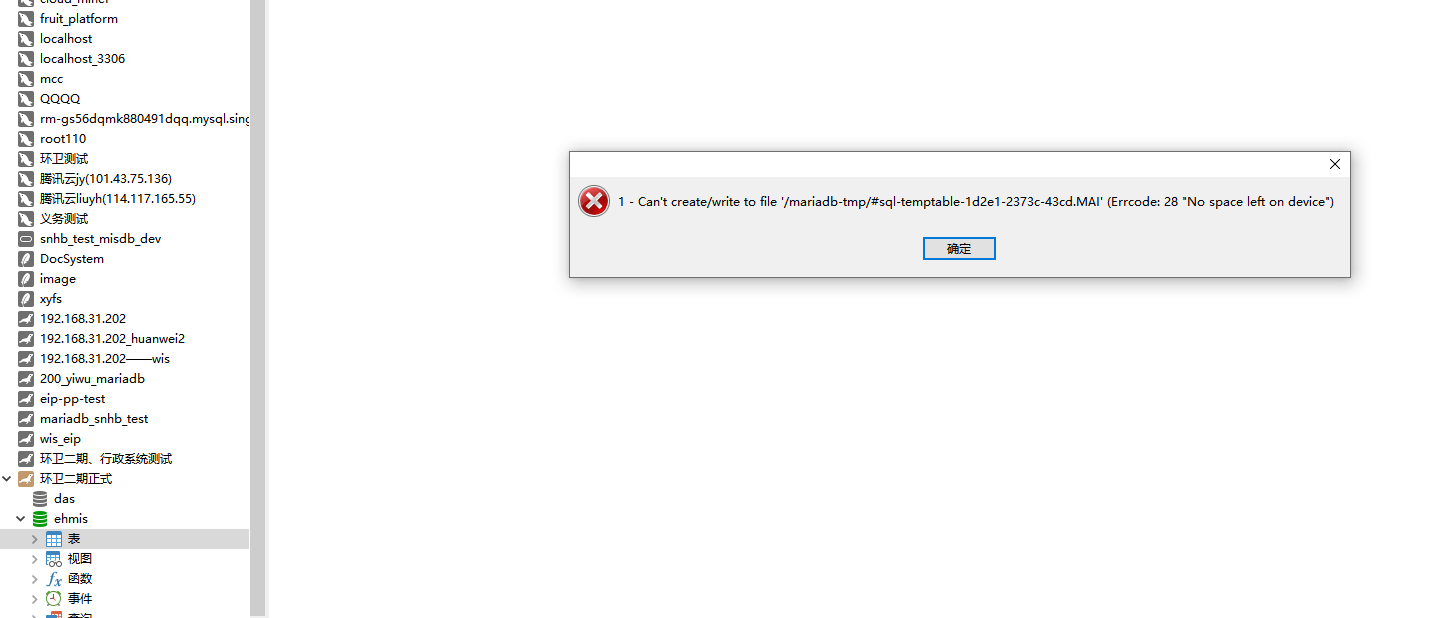 cloud_miner
fruit_platform
localhost
localhost_3306
mcc
QQQQ
rm-gs56dqmk880491dqq.mysql.sing
root110
环卫测试
腾讯云jy(101.43.75.136)
腾讯云liuyh(114.117.165.55)
义务测试
snhb_test_misdb_dev
DocSystem
image
xyfs
192.168.31.202
192.168.31.202_huanwei2
192.168.31.202——wis
200_yiwu_mariadb
eip-pp-test
mariadb_snhb_test
wis_eip
环卫二期、行政系统测试
环卫二期正式
das
ehmis
表
视图
函数
事件
查询
1 - Can't create/write to file '/mariadb-tmp/#sql-temptable-1d2e1-2373c-43cd.MAI' (Errcode: 28 "No space left on device")
确定